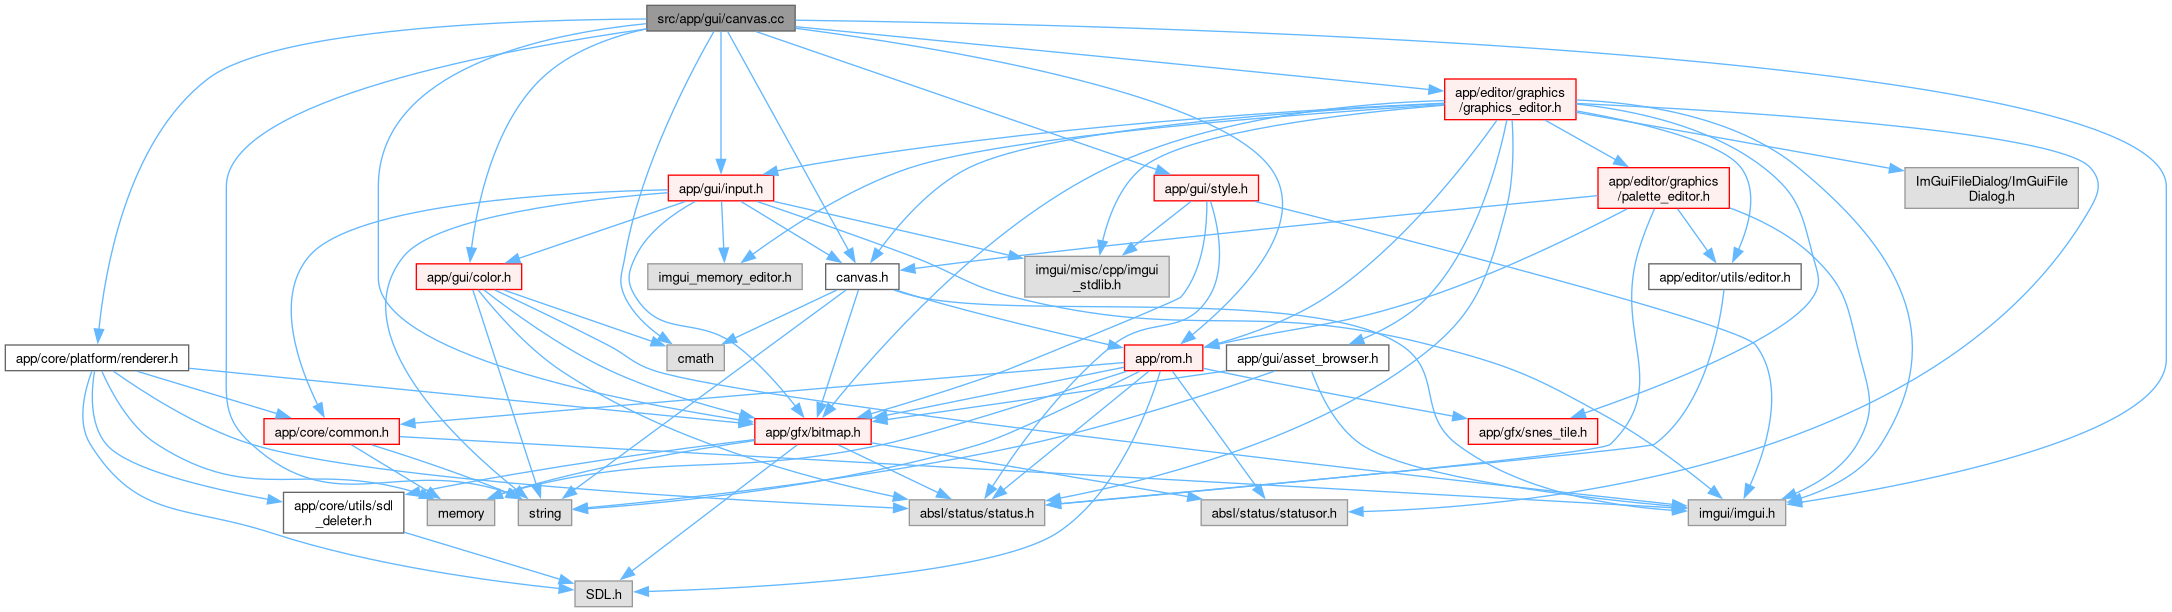 src/app/gui/canvas.cc
app/editor/graphics
/graphics_editor.h
app/gui/input.h
app/gui/style.h
app/editor/graphics
/palette_editor.h
ImGuiFileDialog/ImGuiFile
Dialog.h
app/gui/color.h
imgui_memory_editor.h
canvas.h
imgui/misc/cpp/imgui
_stdlib.h
app/editor/utils/editor.h
app/core/platform/renderer.h
cmath
app/rom.h
app/gui/asset_browser.h
app/core/common.h
app/gfx/bitmap.h
app/gfx/snes_tile.h
app/core/utils/sdl
_deleter.h
memory
string
absl/status/status.h
absl/status/statusor.h
imgui/imgui.h
SDL.h